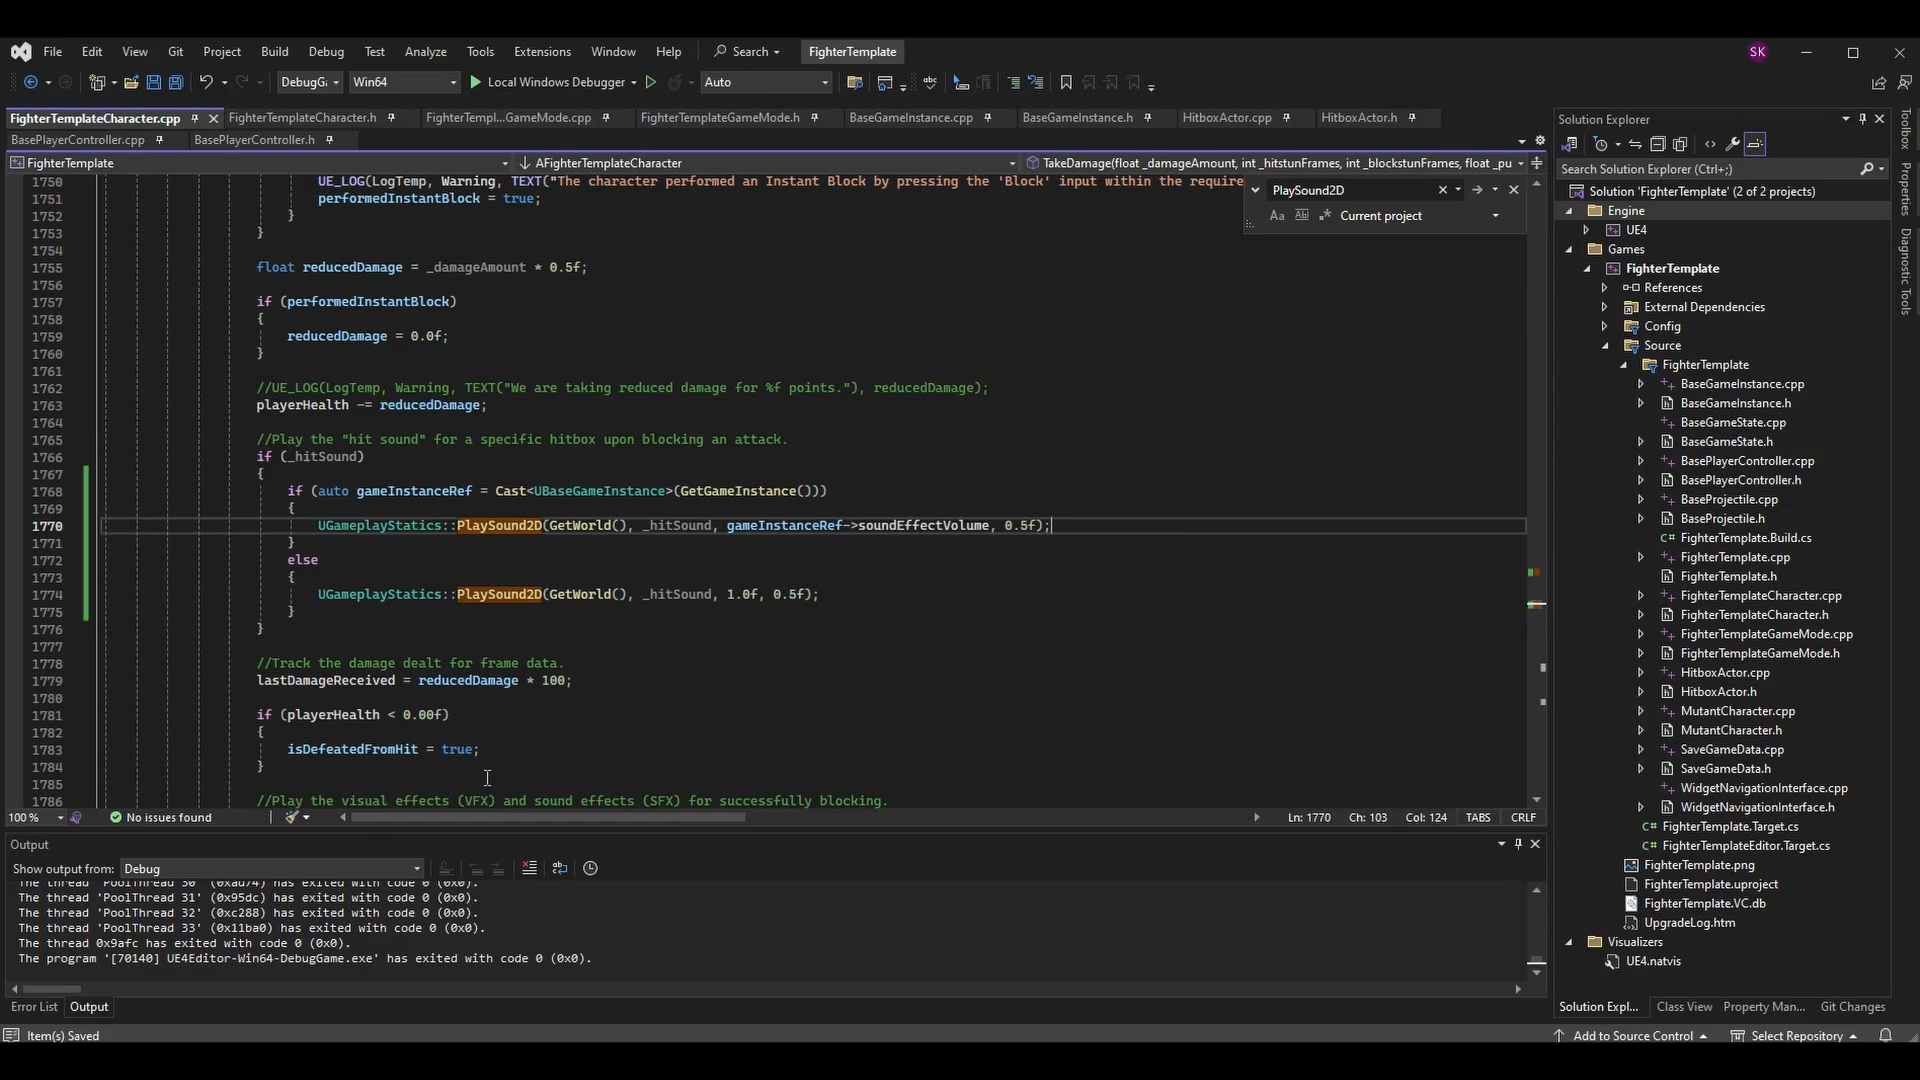 File Edit View Git Project Build Debug Test Analyze Tools Extensions Window Help Search FighterTemplate SK
DebugGa Win64 Local Windows Debugger Auto
FighterTemplateCharacter.cpp FighterTemplateCharacter.h FighterTempl...GameMode.cpp FighterTemplateGameMode.h BaseGameInstance.cpp BaseGameInstance.h HitboxActor.cpp HitboxActor.h
BasePlayerController.cpp BasePlayerController.h
FighterTemplate AFighterTemplateCharacter TakeDamage(float _damageAmount, int _hitstunFrames, int _blockstunFrames, float _pu
PlaySound2D
Aa Ab Current project
1750 UE_LOG(LogTemp, Warning, TEXT("The character performed an Instant Block by pressing the 'Block' input within the require
1751 performedInstantBlock = true;
1752 }
1753 }
1754
1755 float reducedDamage = _damageAmount * 0.5f;
1756
1757 if (performedInstantBlock)
1758 {
1759 reducedDamage = 0.0f;
1760 }
1761
1762 //UE_LOG(LogTemp, Warning, TEXT("We are taking reduced damage for %f points."), reducedDamage);
1763 playerHealth -= reducedDamage;
1764
1765 //Play the "hit sound" for a specific hitbox upon blocking an attack.
1766 if (_hitSound)
1767 {
1768 if (auto gameInstanceRef = Cast<UBaseGameInstance>(GetGameInstance()))
1769 {
1770 UGameplayStatics::PlaySound2D(GetWorld(), _hitSound, gameInstanceRef->soundEffectVolume, 0.5f);
1771 }
1772 else
1773 {
1774 UGameplayStatics::PlaySound2D(GetWorld(), _hitSound, 1.0f, 0.5f);
1775 }
1776 }
1777
1778 //Track the damage dealt for frame data.
1779 lastDamageReceived = reducedDamage * 100;
1780
1781 if (playerHealth < 0.00f)
1782 {
1783 isDefeatedFromHit = true;
1784 }
1785
1786 //Play the visual effects (VFX) and sound effects (SFX) for successfully blocking.
100 % No issues found Ln: 1770 Ch: 103 Col: 124 TABS CRLF
Output
Show output from: Debug
The thread 'PoolThread 30' (0xad74) has exited with code 0 (0x0).
The thread 'PoolThread 31' (0x95dc) has exited with code 0 (0x0).
The thread 'PoolThread 32' (0xc288) has exited with code 0 (0x0).
The thread 'PoolThread 33' (0x11ba0) has exited with code 0 (0x0).
The thread 0x9afc has exited with code 0 (0x0).
The program '[70140] UE4Editor-Win64-DebugGame.exe' has exited with code 0 (0x0).
Error List Output
Item(s) Saved
Solution Explorer
Search Solution Explorer (Ctrl+;)
Solution 'FighterTemplate' (2 of 2 projects)
Engine
UE4
Games
FighterTemplate
References
External Dependencies
Config
Source
FighterTemplate
BaseGameInstance.cpp
BaseGameInstance.h
BaseGameState.cpp
BaseGameState.h
BasePlayerController.cpp
BasePlayerController.h
BaseProjectile.cpp
BaseProjectile.h
FighterTemplate.Build.cs
FighterTemplate.cpp
FighterTemplate.h
FighterTemplateCharacter.cpp
FighterTemplateCharacter.h
FighterTemplateGameMode.cpp
FighterTemplateGameMode.h
HitboxActor.cpp
HitboxActor.h
MutantCharacter.cpp
MutantCharacter.h
SaveGameData.cpp
SaveGameData.h
WidgetNavigationInterface.cpp
WidgetNavigationInterface.h
FighterTemplate.Target.cs
FighterTemplateEditor.Target.cs
FighterTemplate.png
FighterTemplate.uproject
FighterTemplate.VC.db
UpgradeLog.htm
Visualizers
UE4.natvis
Solution Expl... Class View Property Man... Git Changes
Add to Source Control Select Repository
Toolbox
Properties
Diagnostic Tools